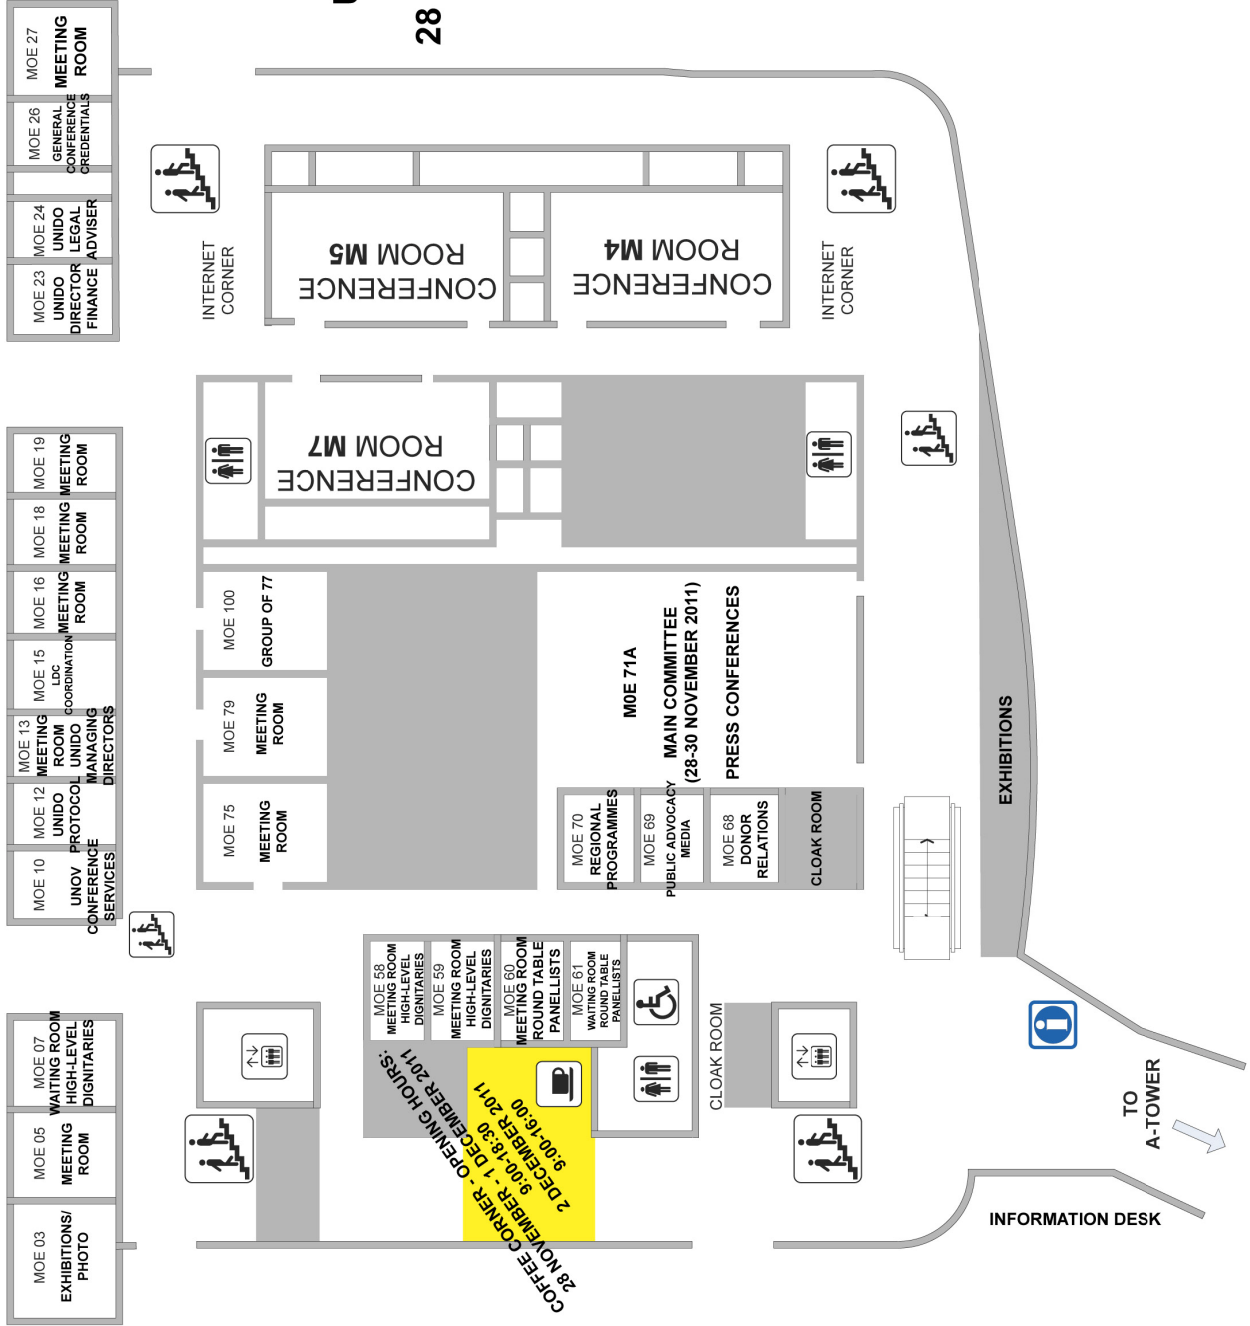 28
MOE 27
MEETING
ROOM
MOE 26
GENERAL
CONFERENCE
CREDENTIALS
MOE 24
UNIDO
LEGAL
ADVISER
MOE 23
UNIDO
DIRECTOR
FINANCE
INTERNET
CORNER
CONFERENCE
ROOM M5
CONFERENCE
ROOM M4
INTERNET
CORNER
MOE 19
MEETING
ROOM
MOE 18
MEETING
ROOM
MOE 16
MEETING
ROOM
MOE 15
LDC
COORDINATION
MOE 13
MEETING
ROOM
UNIDO
MANAGING
DIRECTORS
MOE 12
UNIDO
PROTOCOL
MOE 10
UNOV
CONFERENCE
SERVICES
CONFERENCE
ROOM M7
MOE 100
GROUP OF 77
MOE 79
MEETING
ROOM
MOE 75
MEETING
ROOM
M0E 71A
MAIN COMMITTEE
(28-30 NOVEMBER 2011)
PRESS CONFERENCES
MOE 70
REGIONAL
PROGRAMMES
MOE 69
PUBLIC ADVOCACY
MEDIA
MOE 68
DONOR
RELATIONS
CLOAK ROOM
EXHIBITIONS
MOE 58
MEETING ROOM
HIGH-LEVEL
DIGNITARIES
MOE 59
MEETING ROOM
HIGH-LEVEL
DIGNITARIES
MOE 60
MEETING ROOM
ROUND TABLE
PANELLISTS
MOE 61
WAITING ROOM
ROUND TABLE
PANELLISTS
MOE 07
WAITING ROOM
HIGH-LEVEL
DIGNITARIES
MOE 05
MEETING
ROOM
MOE 03
EXHIBITIONS/
PHOTO
COFFEE CORNER - OPENING HOURS:
28 NOVEMBER - 1 DECEMBER 2011
9:00-18:30
2 DECEMBER 2011
9:00-16:00
CLOAK ROOM
TO
A-TOWER
INFORMATION DESK